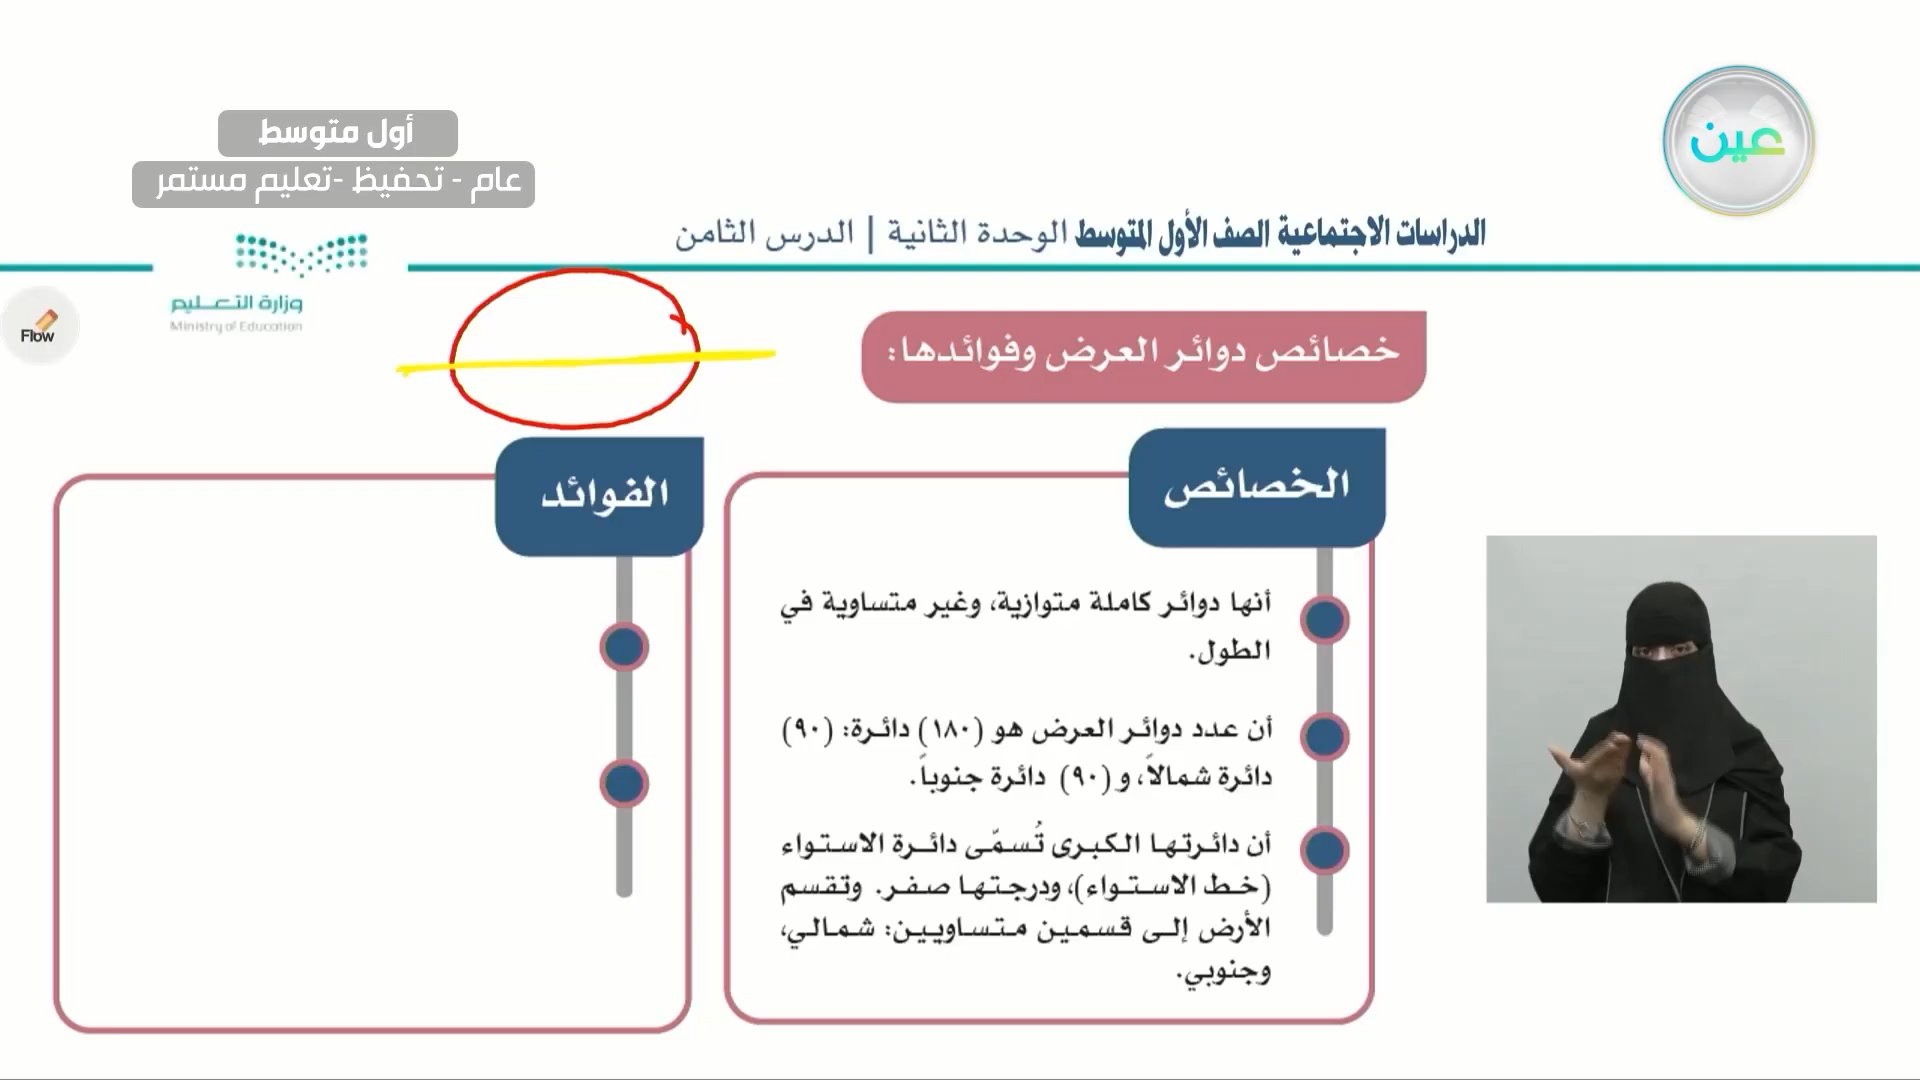 عين
أول متوسط
عام - تحفيظ -تعليم مستمر
الدراسات الاجتماعية الصف الأول المتوسط الوحدة الثانية | الدرس الثامن
وزارة التعليم
Ministry of Education
Flow
خصائص دوائر العرض وفوائدها:
الخصائص
أنها دوائر كاملة متوازية، وغير متساوية في
الطول.
أن عدد دوائر العرض هو (١٨٠) دائرة: (٩٠)
دائرة شمالاً، و(٩٠) دائرة جنوباً.
أن دائرتها الكبرى تُسمّى دائرة الاستواء
(خط الاستواء)، ودرجتها صفر. وتقسم
الأرض إلى قسمين متساويين: شمالي،
وجنوبي.
الفوائد